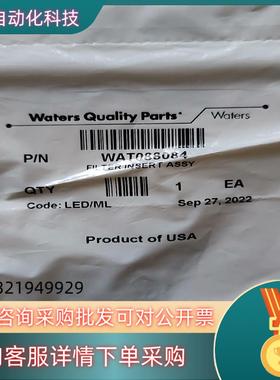 自动化科技
Waters Quality Parts™
Waters
P/N
WAT088084
FILTER INSERT ASSY
QTY
1
EA
Code: LED/ML
Sep 27, 2022
Product of USA
821949929
咨询采购批发可对公开票
客服详情下单采购